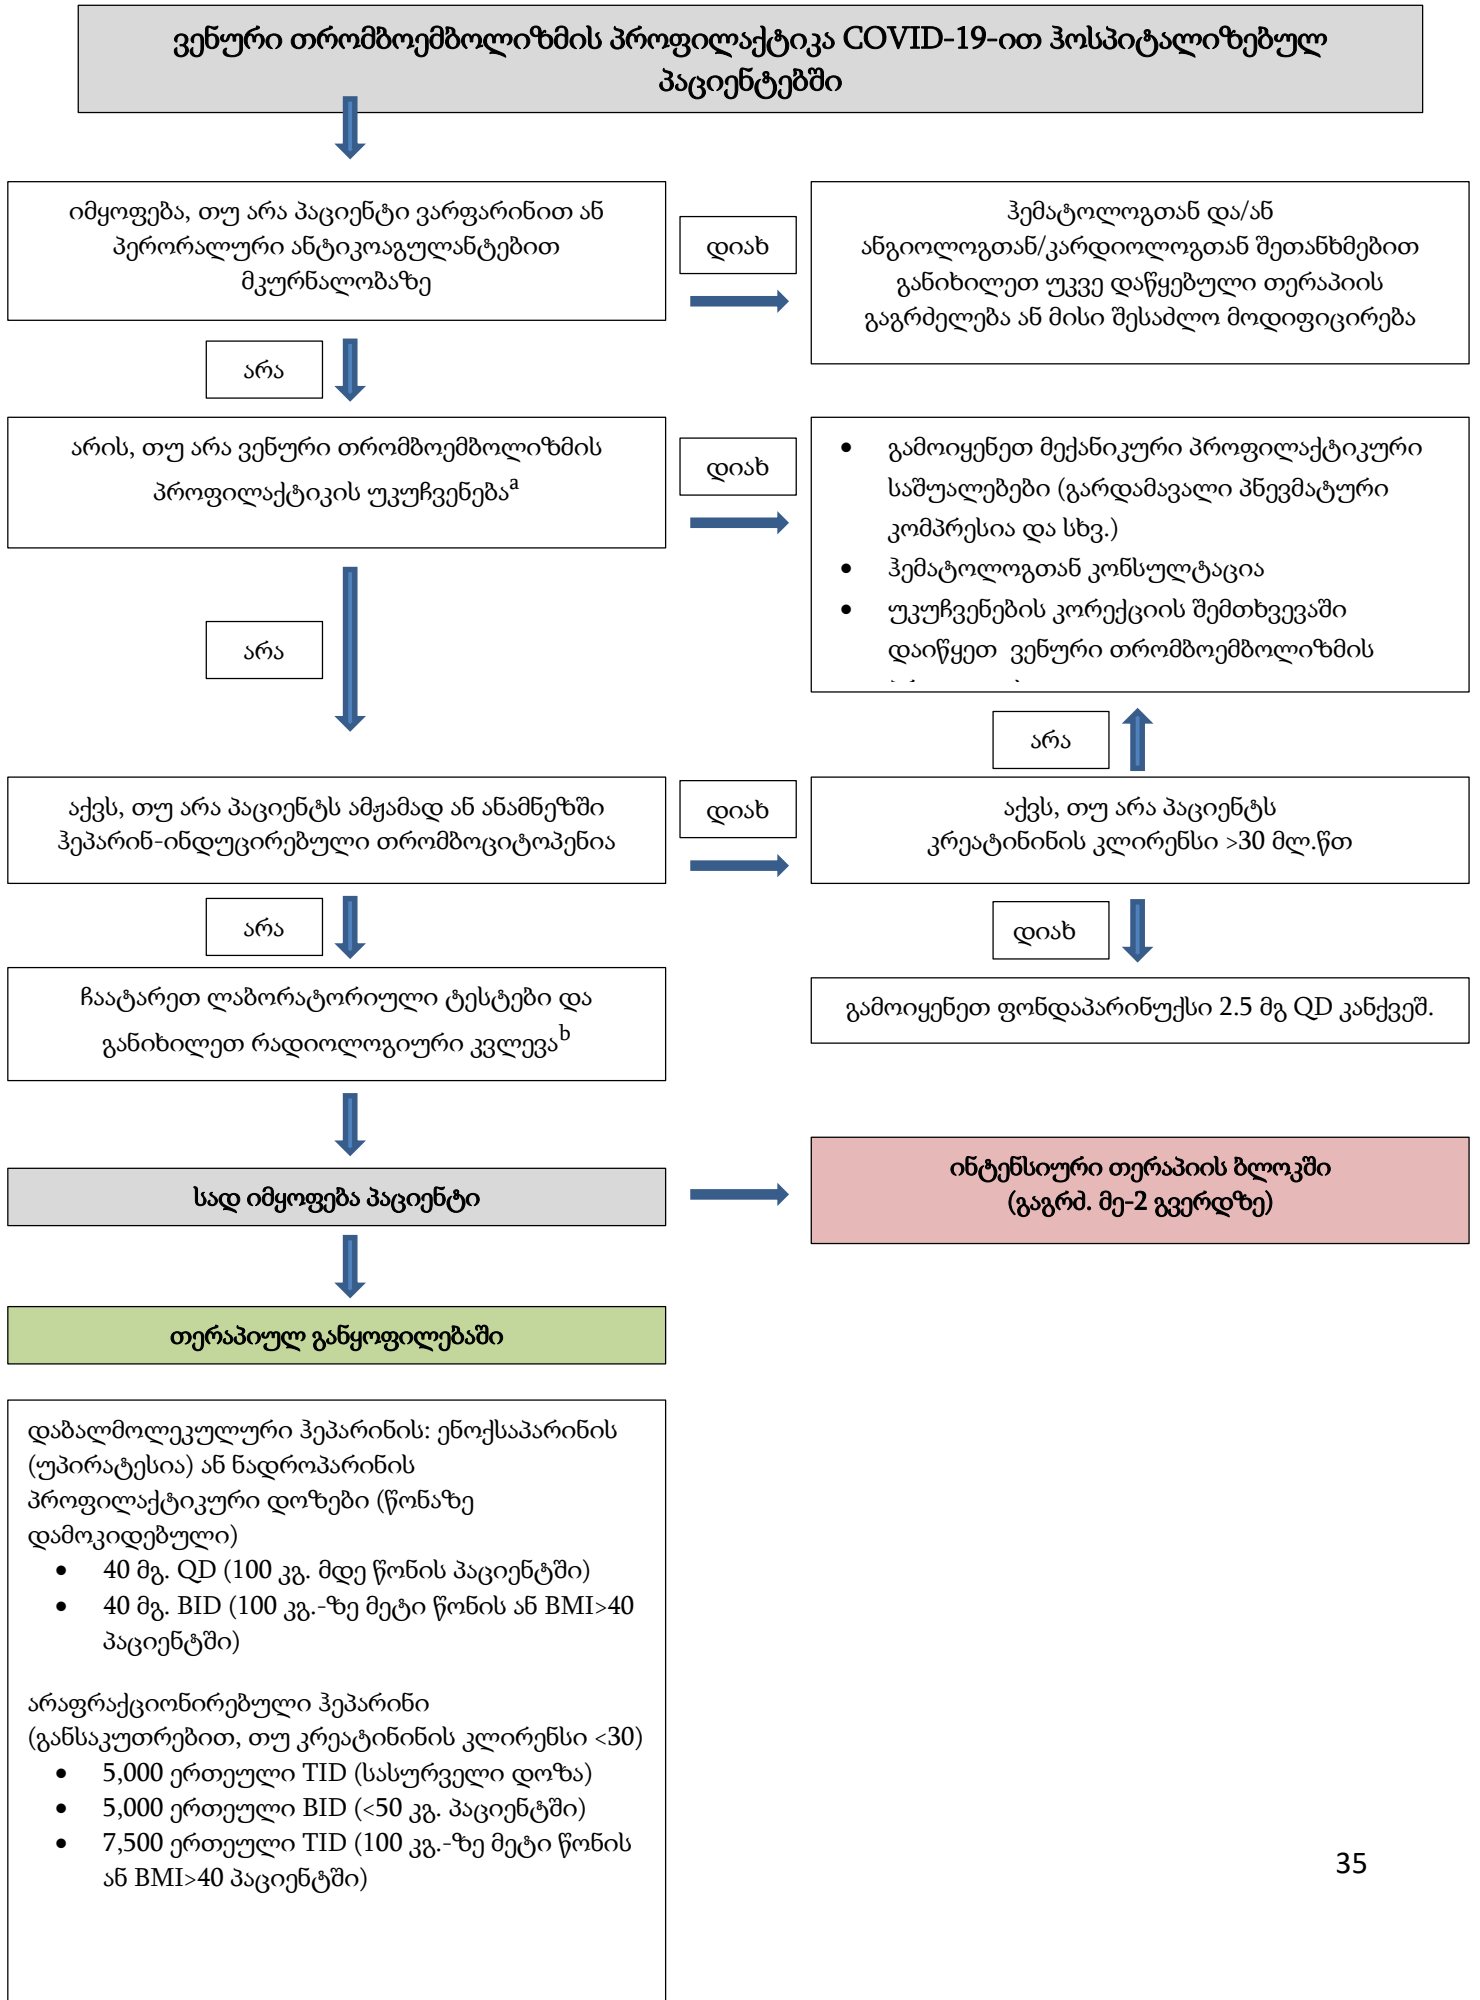 ვენური თრომბოემბოლიზმის პროფილაქტიკა COVID-19-ით ჰოსპიტალიზებულ
პაციენტებში
იმყოფება, თუ არა პაციენტი ვარფარინით ან
პერორალური ანტიკოაგულანტებით
მკურნალობაზე
დიახ
ჰემატოლოგთან და/ან
ანგიოლოგთან/კარდიოლოგთან შეთანხმებით
განიხილეთ უკვე დაწყებული თერაპიის
გაგრძელება ან მისი შესაძლო მოდიფიცირება
არა
არის, თუ არა ვენური თრომბოემბოლიზმის
პროფილაქტიკის უკუჩვენება<sup>a</sup>
დიახ
• გამოიყენეთ მექანიკური პროფილაქტიკური
საშუალებები (გარდამავალი პნევმატური
კომპრესია და სხვ.)
• ჰემატოლოგთან კონსულტაცია
• უკუჩვენების კორექციის შემთხვევაში
დაიწყეთ ვენური თრომბოემბოლიზმის
არა
არა
აქვს, თუ არა პაციენტს ამჟამად ან ანამნეზში
ჰეპარინ-ინდუცირებული თრომბოციტოპენია
დიახ
აქვს, თუ არა პაციენტს
კრეატინინის კლირენსი >30 მლ.წთ
არა
დიახ
ჩაატარეთ ლაბორატორიული ტესტები და
განიხილეთ რადიოლოგიური კვლევა<sup>b</sup>
გამოიყენეთ ფონდაპარინუქსი 2.5 მგ QD კანქვეშ.
სად იმყოფება პაციენტი
ინტენსიური თერაპიის ბლოკში
(გაგრძ. მე-2 გვერდზე)
თერაპიულ განყოფილებაში
დაბალმოლეკულური ჰეპარინის: ენოქსაპარინის
(უპირატესია) ან ნადროპარინის
პროფილაქტიკური დოზები (წონაზე
დამოკიდებული)
• 40 მგ. QD (100 კგ. მდე წონის პაციენტში)
• 40 მგ. BID (100 კგ.-ზე მეტი წონის ან BMI>40
პაციენტში)
არაფრაქციონირებული ჰეპარინი
(განსაკუთრებით, თუ კრეატინინის კლირენსი <30)
• 5,000 ერთეული TID (სასურველი დოზა)
• 5,000 ერთეული BID (<50 კგ. პაციენტში)
• 7,500 ერთეული TID (100 კგ.-ზე მეტი წონის
ან BMI>40 პაციენტში)
35